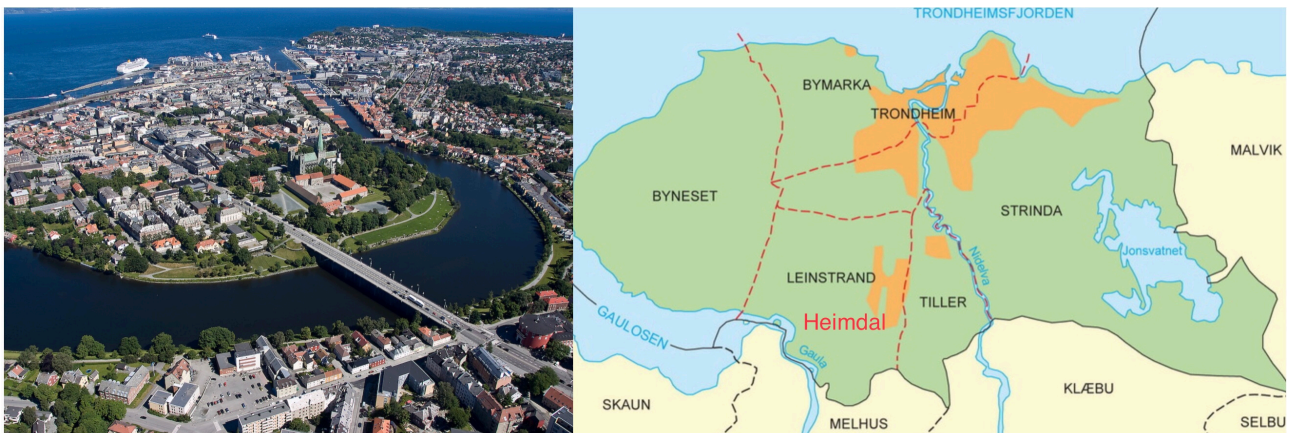 TRONDHEIMSFJORDEN
BYMARKA
TRONDHEIM
MALVIK
BYNESET
STRINDA
Jonsvatnet
Nidelva
LEINSTRAND
TILLER
GAULOSEN
Heimdal
Gaula
KLÆBU
SKAUN
MELHUS
SELBU